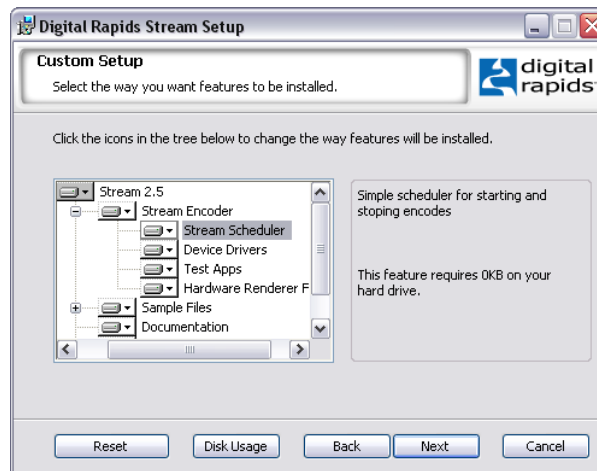 Digital Rapids Stream Setup
Custom Setup
Select the way you want features to be installed.
digital
rapids
Click the icons in the tree below to change the way features will be installed.
Stream 2.5
Stream Encoder
Stream Scheduler
Device Drivers
Test Apps
Hardware Renderer F
Sample Files
Documentation
Simple scheduler for starting and
stoping encodes
This feature requires 0KB on your
hard drive.
Reset
Disk Usage
Back
Next
Cancel